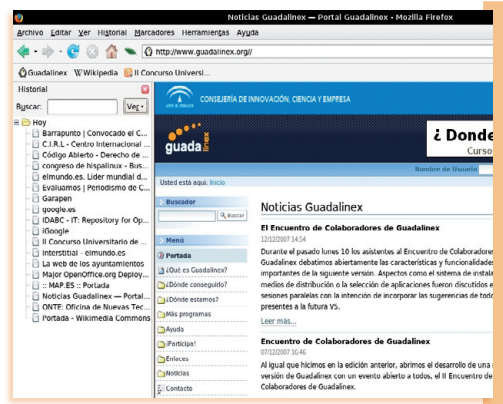 Noticias Guadalinex — Portal Guadalinex - Mozilla Firefox
Archivo Editar Ver Historial Marcadores Herramientas Ayuda
http://www.guadalinex.org//
Guadalinex Wikipedia II Concurso Universi...
Historial
Buscar: Ver
Hoy
Barrapunto | Convocado el C...
C.I.R.L - Centro Internacional ...
Código Abierto - Derecho de ...
congreso de hispalinux - Bus...
elmundo.es. Lider mundial d...
Evaluamos | Periodismo de C...
Garapen
google.es
IDABC - IT: Repository for Op...
iGoogle
II Concurso Universitario de ...
Interstitial - elmundo.es
La web de los ayuntamientos
Major OpenOffice.org Deploy...
:: MAP.ES :: Portada
Noticias Guadalinex — Portal...
ONTE: Oficina de Nuevas Tec...
Portada - Wikimedia Commons
CONSEJERÍA DE INNOVACIÓN, CIENCIA Y EMPRESA
guadalinex
¿ Donde
Curso
Nombre de Usuario
Usted está aquí: Inicio
Buscador
Buscar
Menú
Portada
¿Qué es Guadalinex?
¿Dónde conseguirlo?
¿Dónde estamos?
Más programas
Ayuda
¡Participa!
Enlaces
Noticias
Contacto
Noticias Guadalinex
El Encuentro de Colaboradores de Guadalinex
12/12/2007 14:54
Durante el pasado lunes 10 los asistentes al Encuentro de Colaboradores
Guadalinex debatimos abiertamente las características y funcionalidades
importantes de la siguiente versión. Aspectos como el sistema de instala
medios de distribución o la selección de aplicaciones fueron discutidos e
sesiones paralelas con la intención de incorporar las sugerencias de todo
presentes a la futura V5.
Leer más...
Encuentro de Colaboradores de Guadalinex
07/12/2007 16:46
Al igual que hicimos en la edición anterior, abrimos el desarrollo de una
versión de Guadalinex con un evento abierto a todos, el II Encuentro de
Colaboradores de Guadalinex.